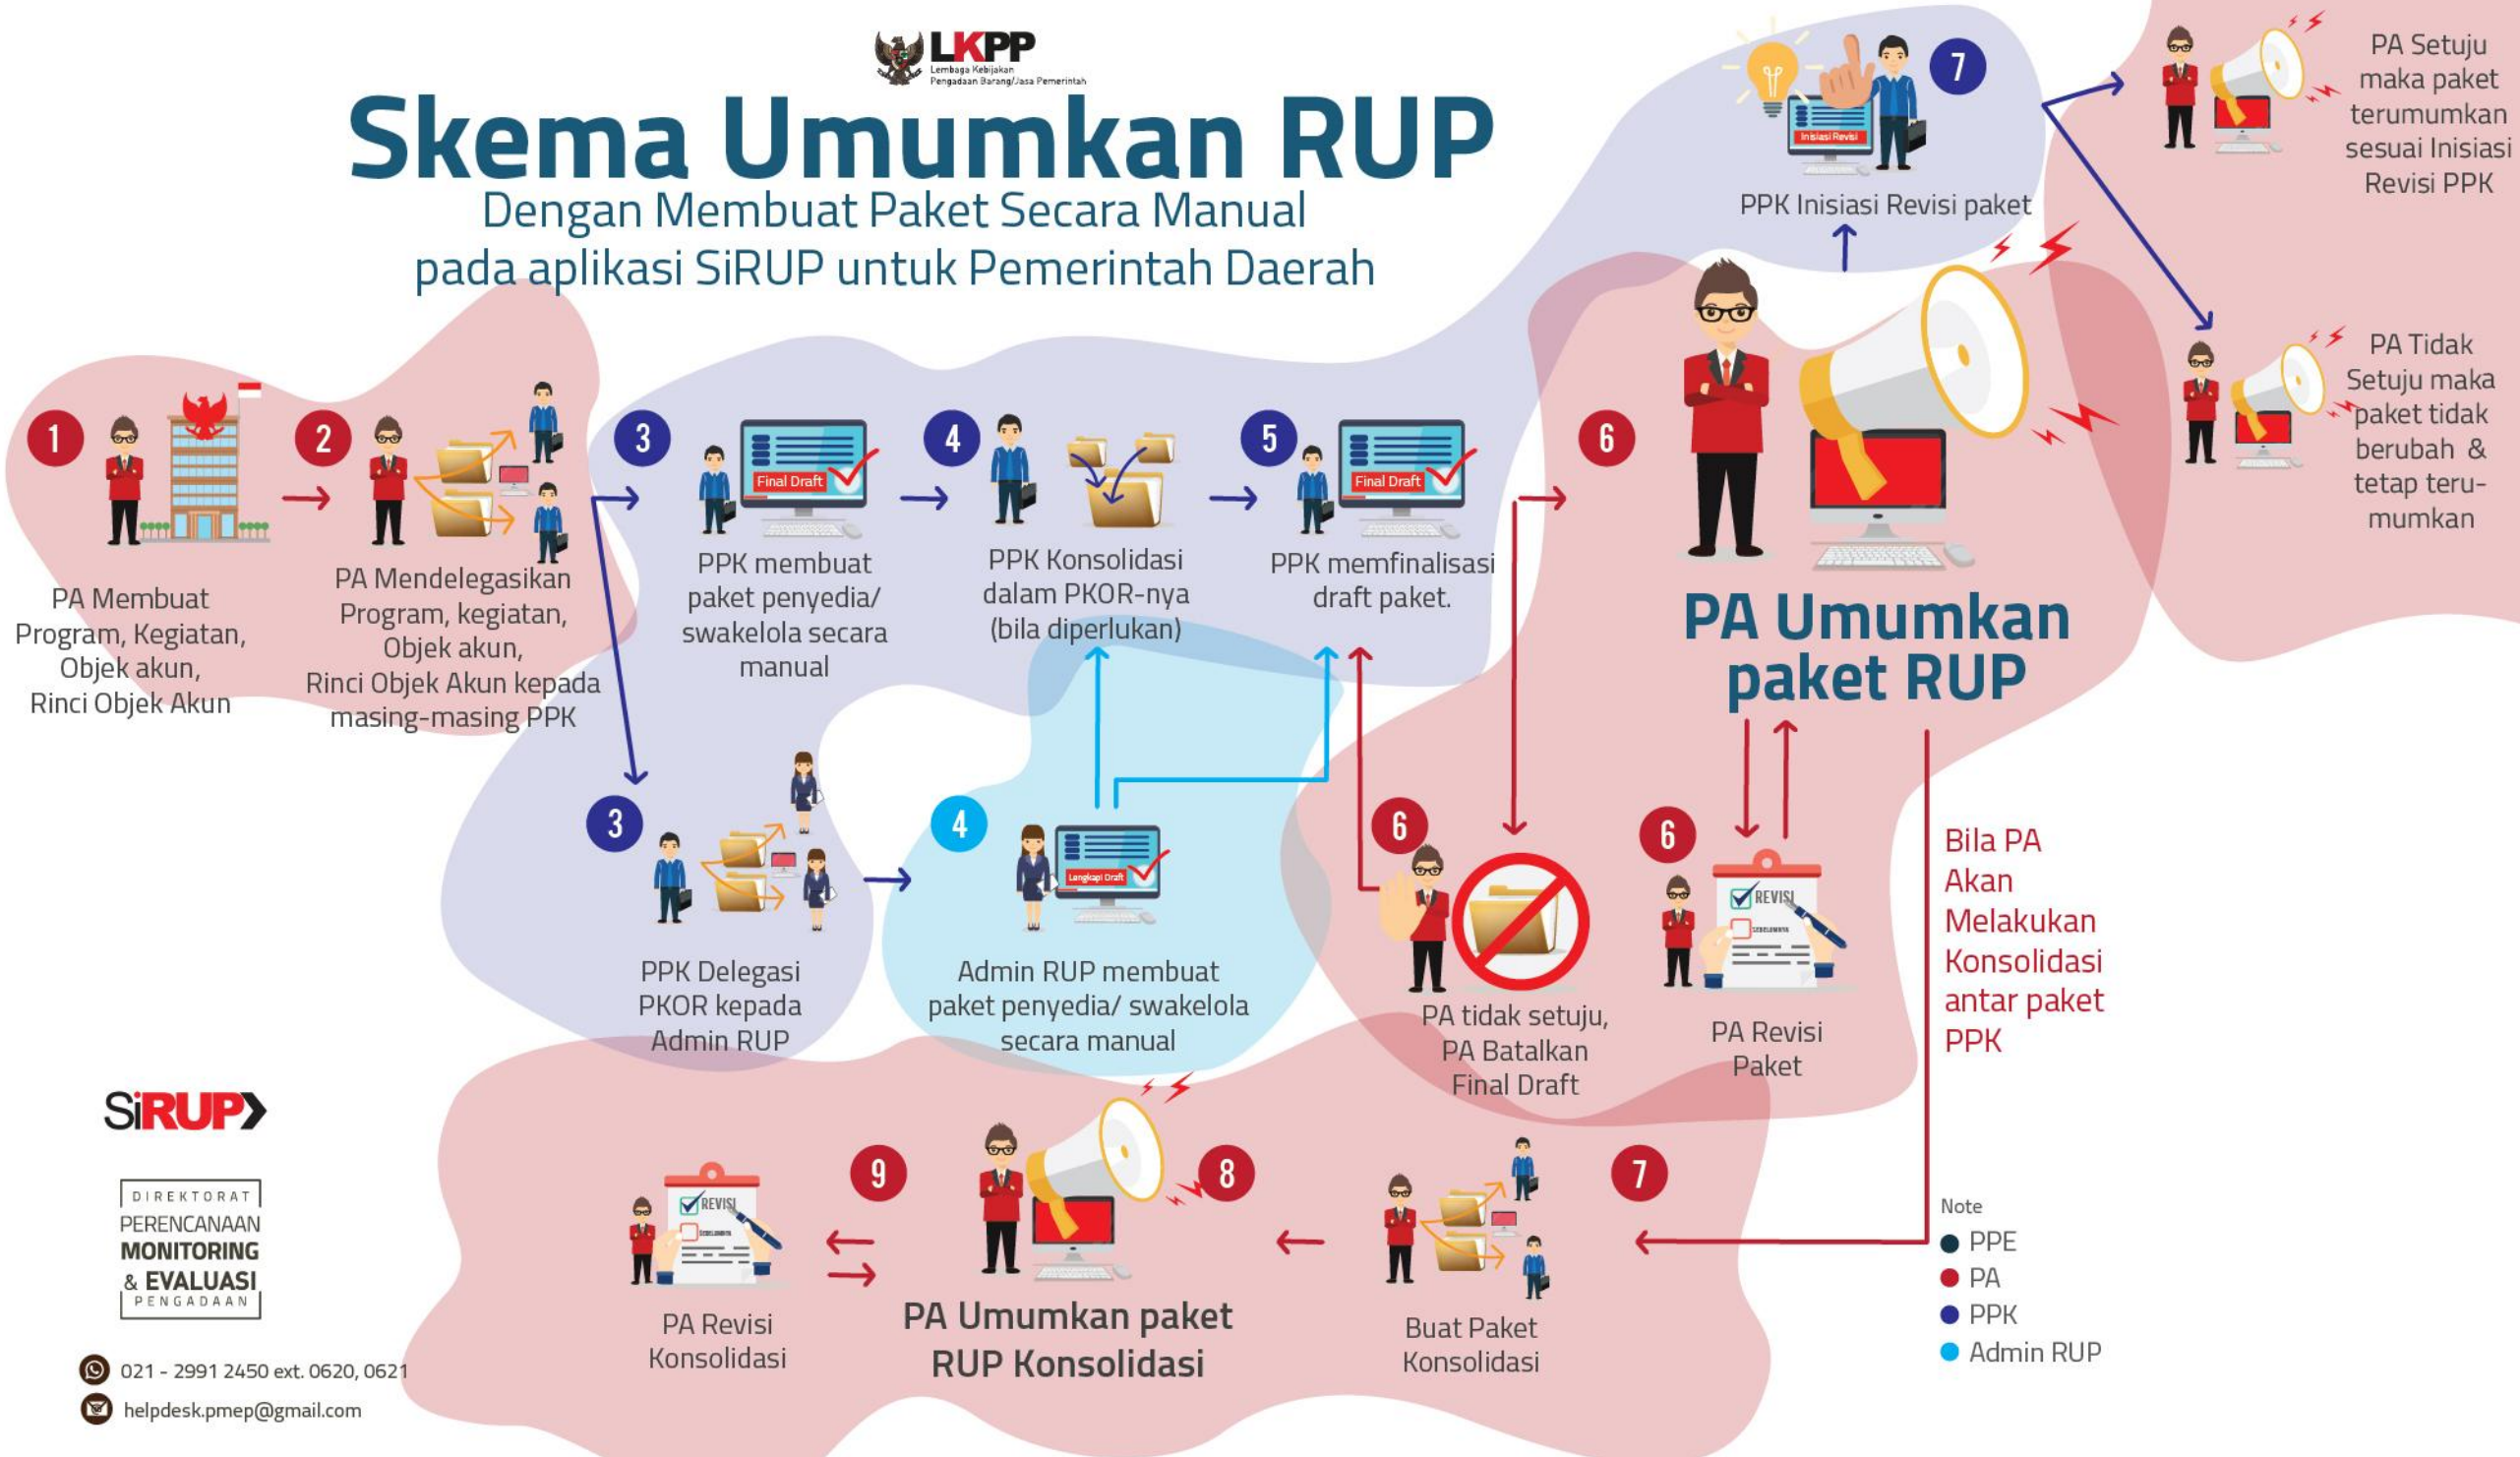 LKPP
Lembaga Kebijakan
Pengadaan Barang/Jasa Pemerintah
Skema Umumkan RUP
Dengan Membuat Paket Secara Manual
pada aplikasi SiRUP untuk Pemerintah Daerah
1
PA Membuat
Program, Kegiatan,
Objek akun,
Rinci Objek Akun
2
PA Mendelegasikan
Program, kegiatan,
Objek akun,
Rinci Objek Akun kepada
masing-masing PPK
3
Final Draft
PPK membuat
paket penyedia/
swakelola secara
manual
4
PPK Konsolidasi
dalam PKOR-nya
(bila diperlukan)
5
Final Draft
PPK memfinalisasi
draft paket.
6
PA Umumkan
paket RUP
7
Inisiasi Revisi
PPK Inisiasi Revisi paket
PA Setuju
maka paket
terumumkan
sesuai Inisiasi
Revisi PPK
PA Tidak
Setuju maka
paket tidak
berubah &
tetap teru-
mumkan
3
PPK Delegasi
PKOR kepada
Admin RUP
4
Lengkapi Draft
Admin RUP membuat
paket penyedia/ swakelola
secara manual
6
PA tidak setuju,
PA Batalkan
Final Draft
6
REVISI
SEBELUMNYA
PA Revisi
Paket
Bila PA
Akan
Melakukan
Konsolidasi
antar paket
PPK
7
Buat Paket
Konsolidasi
8
PA Umumkan paket
RUP Konsolidasi
9
REVISI
SEBELUMNYA
PA Revisi
Konsolidasi
SiRUP
DIREKTORAT
PERENCANAAN
MONITORING
& EVALUASI
PENGADAAN
021 - 2991 2450 ext. 0620, 0621
helpdesk.pmep@gmail.com
Note
PPE
PA
PPK
Admin RUP